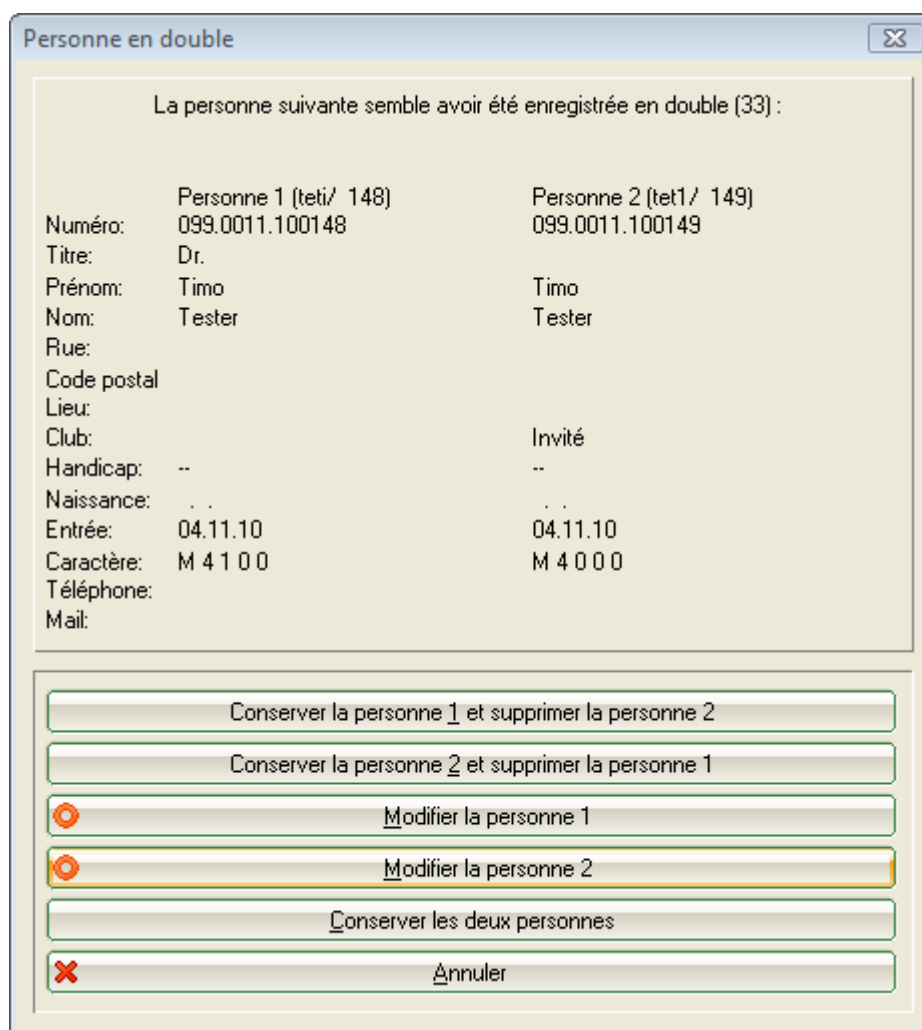 Personne en double
La personne suivante semble avoir été enregistrée en double (33) :
Personne 1 (teti/ 148) Personne 2 (tet1/ 149)
Numéro: 099.0011.100148 099.0011.100149
Titre: Dr.
Prénom: Timo Timo
Nom: Tester Tester
Rue:
Code postal
Lieu:
Club: Invité
Handicap: -- --
Naissance: . . . .
Entrée: 04.11.10 04.11.10
Caractère: M 4 1 0 0 M 4 0 0 0
Téléphone:
Mail:
Conserver la personne 1 et supprimer la personne 2
Conserver la personne 2 et supprimer la personne 1
Modifier la personne 1
Modifier la personne 2
Conserver les deux personnes
Annuler